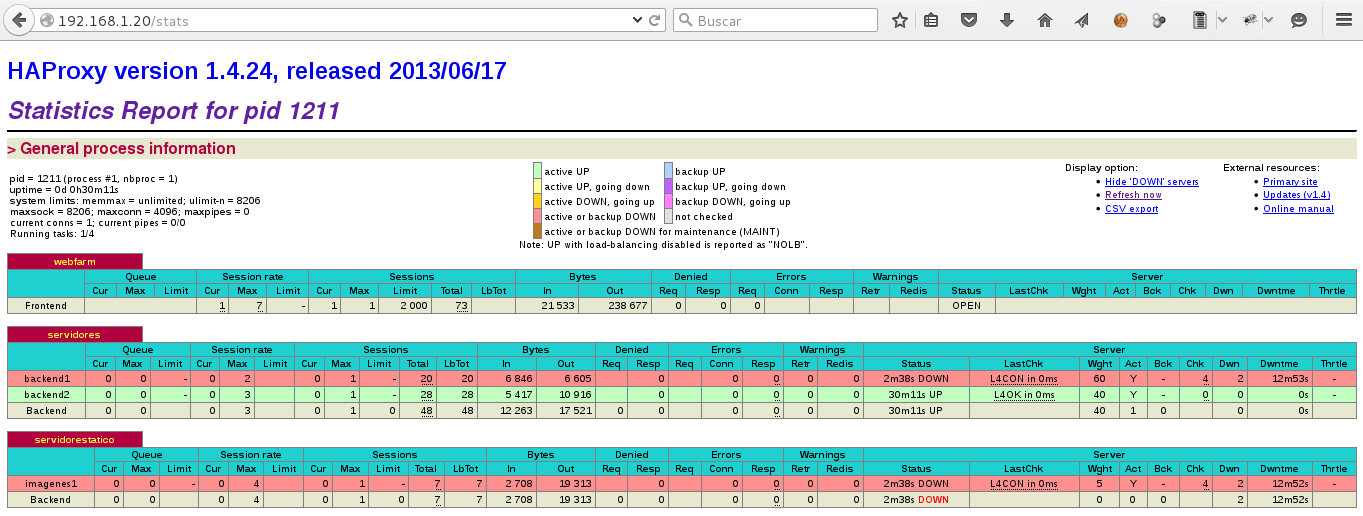 192.168.1.20/stats
Buscar
HAProxy version 1.4.24, released 2013/06/17
Statistics Report for pid 1211
> General process information
pid = 1211 (process #1, nbproc = 1)
uptime = 0d 0h30m11s
system limits: memmax = unlimited; ulimit-n = 8206
maxsock = 8206; maxconn = 4096; maxpipes = 0
current conns = 1; current pipes = 0/0
Running tasks: 1/4
active UP backup UP
active UP, going down backup UP, going down
active DOWN, going up backup DOWN, going up
active or backup DOWN not checked
active or backup DOWN for maintenance (MAINT)
Note: UP with load-balancing disabled is reported as "NOLB".
Display option:
• Hide 'DOWN' servers
• Refresh now
• CSV export
External resources:
• Primary site
• Updates (v1.4)
• Online manual
webfarm
Queue Session rate Sessions Bytes Denied Errors Warnings Server
Cur Max Limit Cur Max Limit Cur Max Limit Total LbTot In Out Req Resp Req Conn Resp Retr Redis Status LastChk Wght Act Bck Chk Dwn Dwntme Thrtle
Frontend 1 7 - 1 1 2 000 73 21 533 238 677 0 0 0 OPEN
servidores
Queue Session rate Sessions Bytes Denied Errors Warnings Server
Cur Max Limit Cur Max Limit Cur Max Limit Total LbTot In Out Req Resp Req Conn Resp Retr Redis Status LastChk Wght Act Bck Chk Dwn Dwntme Thrtle
backend1 0 0 - 0 2 0 1 - 20 20 6 846 6 605 0 0 0 0 0 2m38s DOWN L4CON in 0ms 60 Y - 4 2 12m53s -
backend2 0 0 - 0 3 0 1 - 28 28 5 417 10 916 0 0 0 0 0 30m11s UP L4OK in 0ms 40 Y - 0 0 0s -
Backend 0 0 0 3 0 1 0 48 48 12 263 17 521 0 0 0 0 0 0 30m11s UP 40 1 0 0 0s
servidorestatico
Queue Session rate Sessions Bytes Denied Errors Warnings Server
Cur Max Limit Cur Max Limit Cur Max Limit Total LbTot In Out Req Resp Req Conn Resp Retr Redis Status LastChk Wght Act Bck Chk Dwn Dwntme Thrtle
imagenes1 0 0 - 0 4 0 1 - 7 7 2 708 19 313 0 0 0 0 0 2m38s DOWN L4CON in 0ms 5 Y - 4 2 12m52s -
Backend 0 0 0 4 0 1 0 7 7 2 708 19 313 0 0 0 0 0 0 2m38s DOWN 0 0 0 2 12m52s